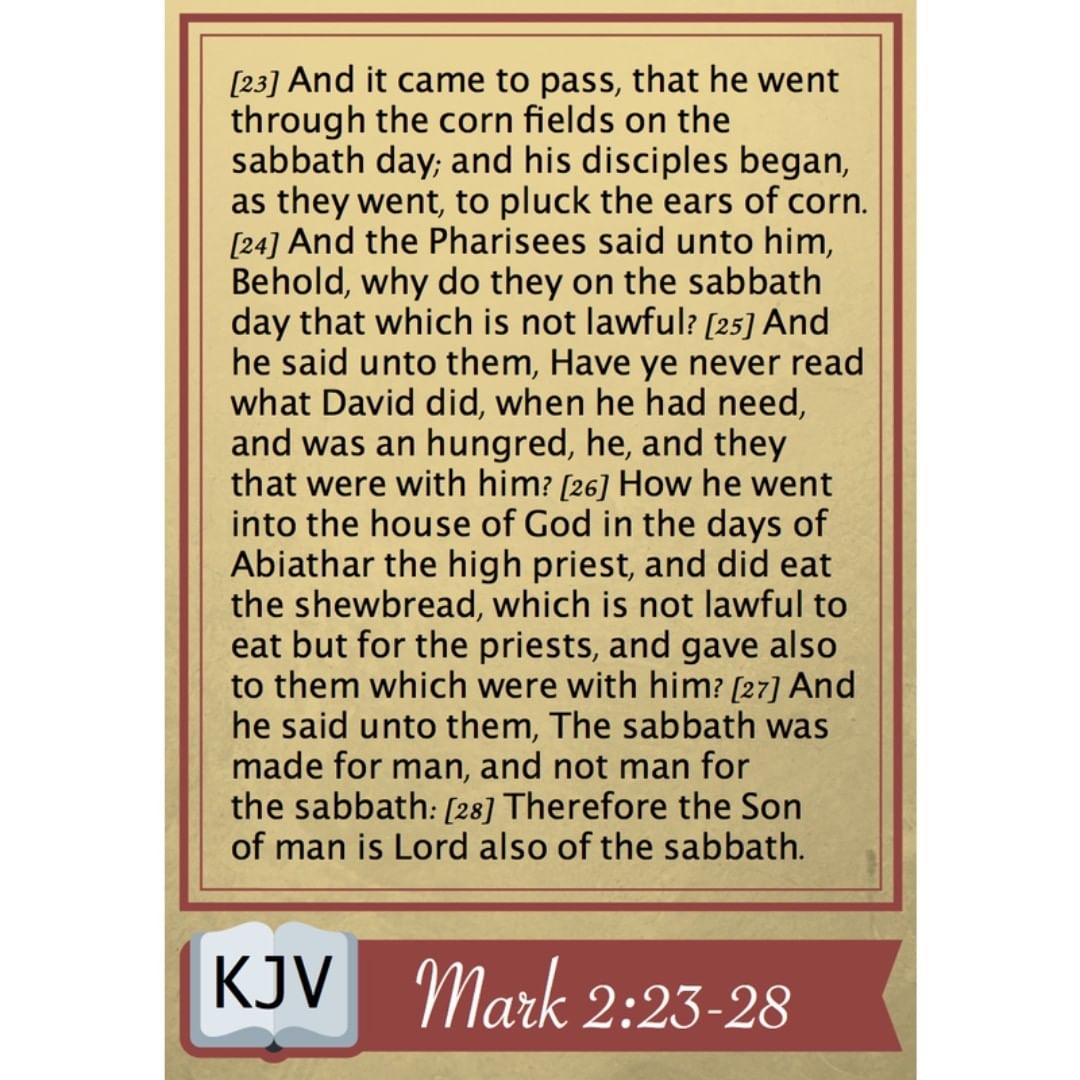 [23] And it came to pass, that he went
through the corn fields on the
sabbath day; and his disciples began,
as they went, to pluck the ears of corn.
[24] And the Pharisees said unto him,
Behold, why do they on the sabbath
day that which is not lawful? [25] And
he said unto them, Have ye never read
what David did, when he had need,
and was an hungred, he, and they
that were with him? [26] How he went
into the house of God in the days of
Abiathar the high priest, and did eat
the shewbread, which is not lawful to
eat but for the priests, and gave also
to them which were with him? [27] And
he said unto them, The sabbath was
made for man, and not man for
the sabbath: [28] Therefore the Son
of man is Lord also of the sabbath.
KJV
Mark 2:23-28